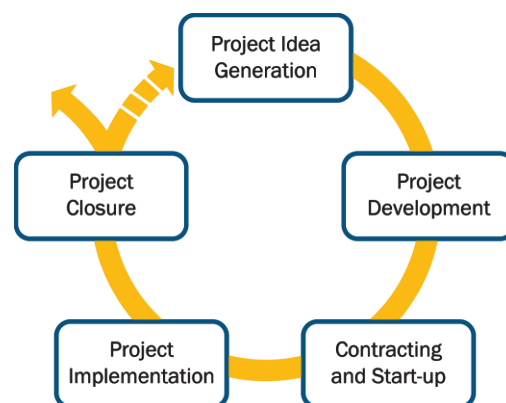 Project Idea
Generation
Project
Development
Contracting
and Start-up
Project
Implementation
Project
Closure